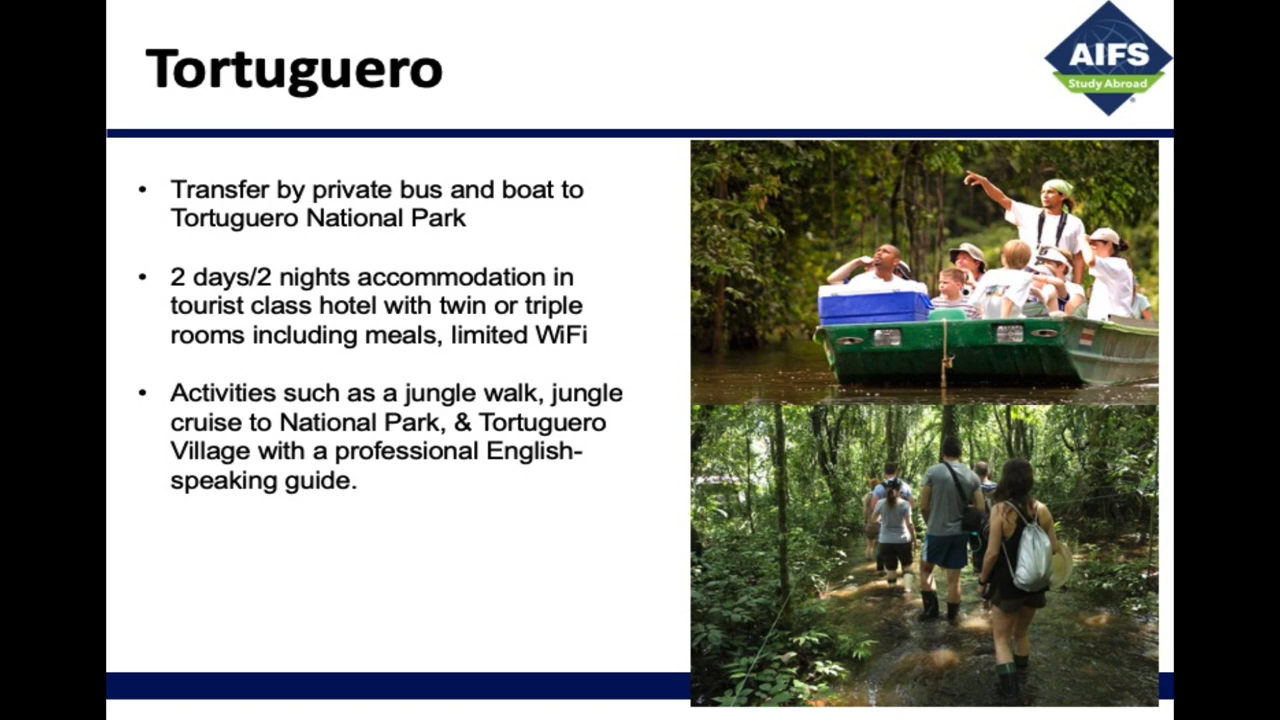 Tortuguero
AIFS
Study Abroad
• Transfer by private bus and boat to
Tortuguero National Park
• 2 days/2 nights accommodation in
tourist class hotel with twin or triple
rooms including meals, limited WiFi
• Activities such as a jungle walk, jungle
cruise to National Park, & Tortuguero
Village with a professional English-
speaking guide.